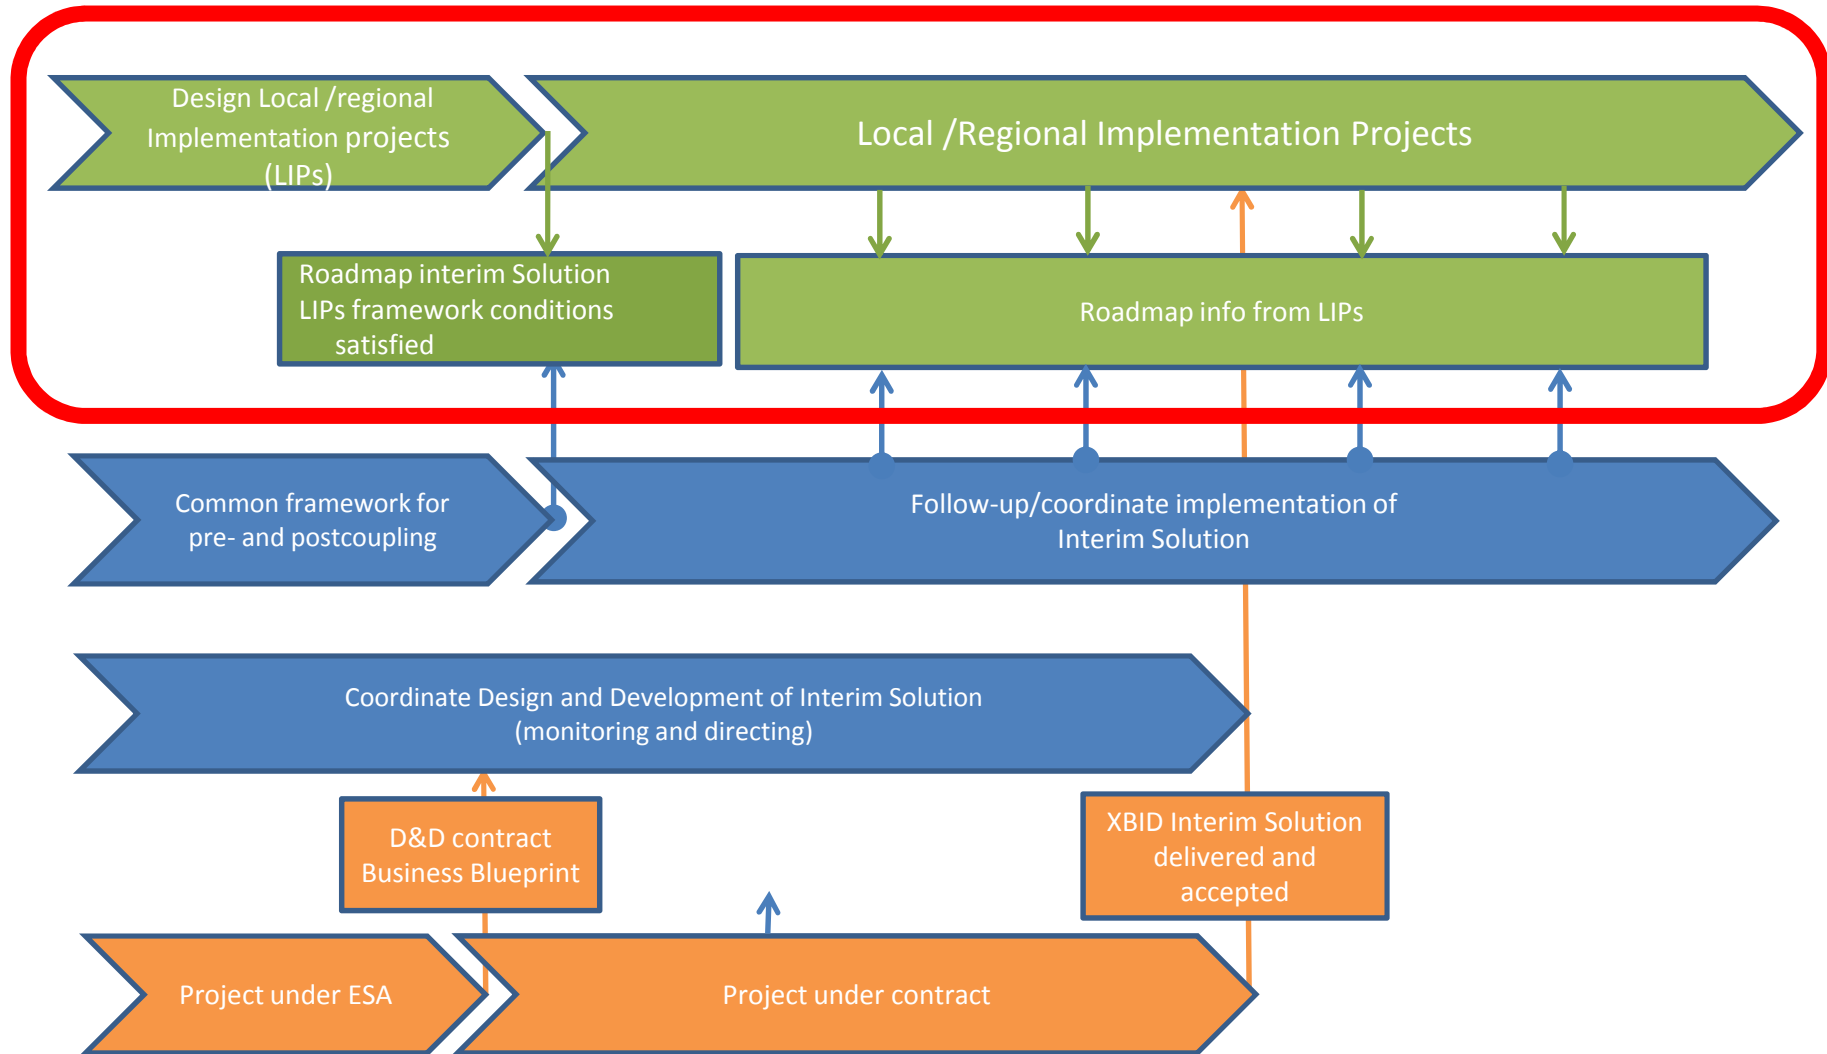 Design Local /regional
Implementation projects
(LIPs)
Local /Regional Implementation Projects
Roadmap interim Solution
LIPs framework conditions
satisfied
Roadmap info from LIPs
Common framework for
pre- and postcoupling
Follow-up/coordinate implementation of
Interim Solution
Coordinate Design and Development of Interim Solution
(monitoring and directing)
D&D contract
Business Blueprint
XBID Interim Solution
delivered and
accepted
Project under ESA
Project under contract